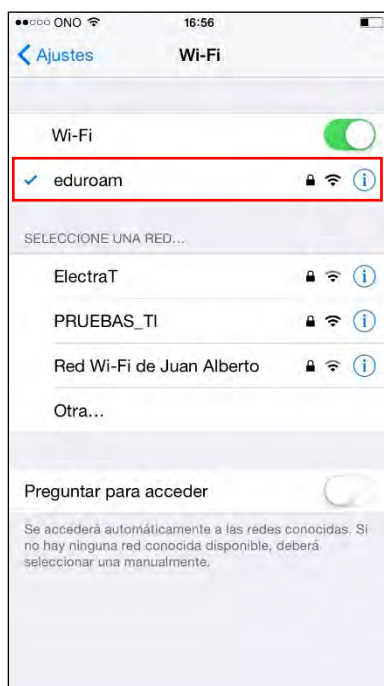 ONO 16:56
Ajustes Wi-Fi
Wi-Fi
eduroam
SELECCIONE UNA RED...
ElectraT
PRUEBAS_TI
Red Wi-Fi de Juan Alberto
Otra...
Preguntar para acceder
Se accederá automáticamente a las redes conocidas. Si
no hay ninguna red conocida disponible, deberá
seleccionar una manualmente.